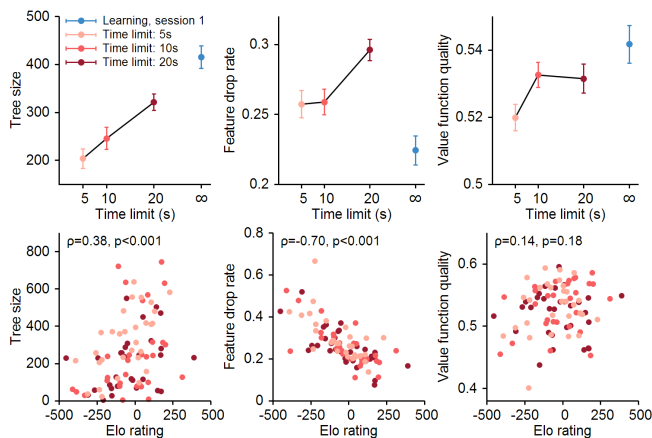 500
400
300
200
Tree size
Learning, session 1
Time limit: 5s
Time limit: 10s
Time limit: 20s
5 10 20 ∞
Time limit (s)
0.3
0.25
0.2
Feature drop rate
5 10 20 ∞
Time limit (s)
0.54
0.52
0.5
Value function quality
5 10 20 ∞
Time limit (s)
ρ=0.38, p<0.001
800
600
400
200
0
Tree size
-500 -250 0 250 500
Elo rating
ρ=-0.70, p<0.001
0.8
0.6
0.4
0.2
0
Feature drop rate
-500 -250 0 250 500
Elo rating
ρ=0.14, p=0.18
0.6
0.5
0.4
Value function quality
-500 -250 0 250 500
Elo rating